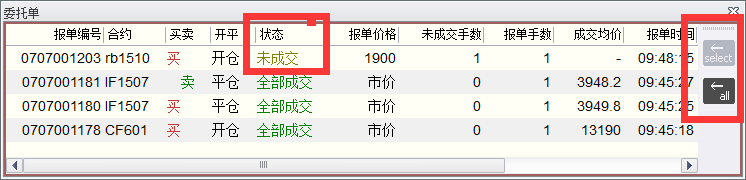 委托单
报单编号 合约 买卖 开平 状态 报单价格 未成交手数 报单手数 成交均价 报单时间
0707001203 rb1510 买 开仓 未成交 1900 1 1 - 09:48:15
0707001181 IF1507 卖 平仓 全部成交 市价 0 1 3948.2 09:45:27
0707001180 IF1507 买 开仓 全部成交 市价 0 1 3949.8 09:45:25
0707001178 CF601 买 开仓 全部成交 市价 0 1 13190 09:45:18
select
all